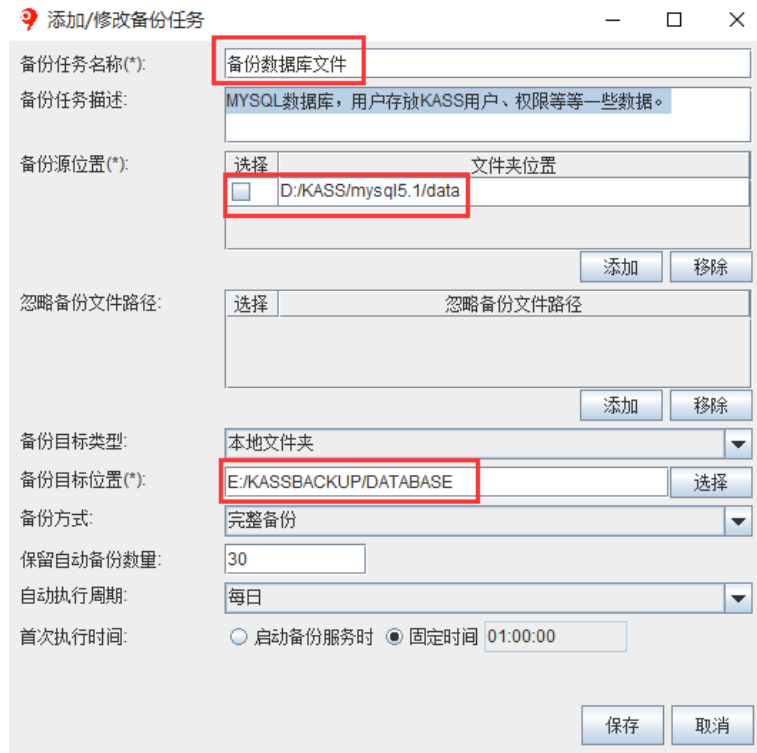 添加/修改备份任务
备份任务名称(*):
备份数据库文件
备份任务描述:
MYSQL数据库，用户存放KASS用户、权限等等一些数据。
备份源位置(*):
选择
文件夹位置
D:/KASS/mysql5.1/data
添加
移除
忽略备份文件路径:
选择
忽略备份文件路径
添加
移除
备份目标类型:
本地文件夹
备份目标位置(*):
E:/KASSBACKUP/DATABASE
选择
备份方式:
完整备份
保留自动备份数量:
30
自动执行周期:
每日
首次执行时间:
启动备份服务时
固定时间
01:00:00
保存
取消